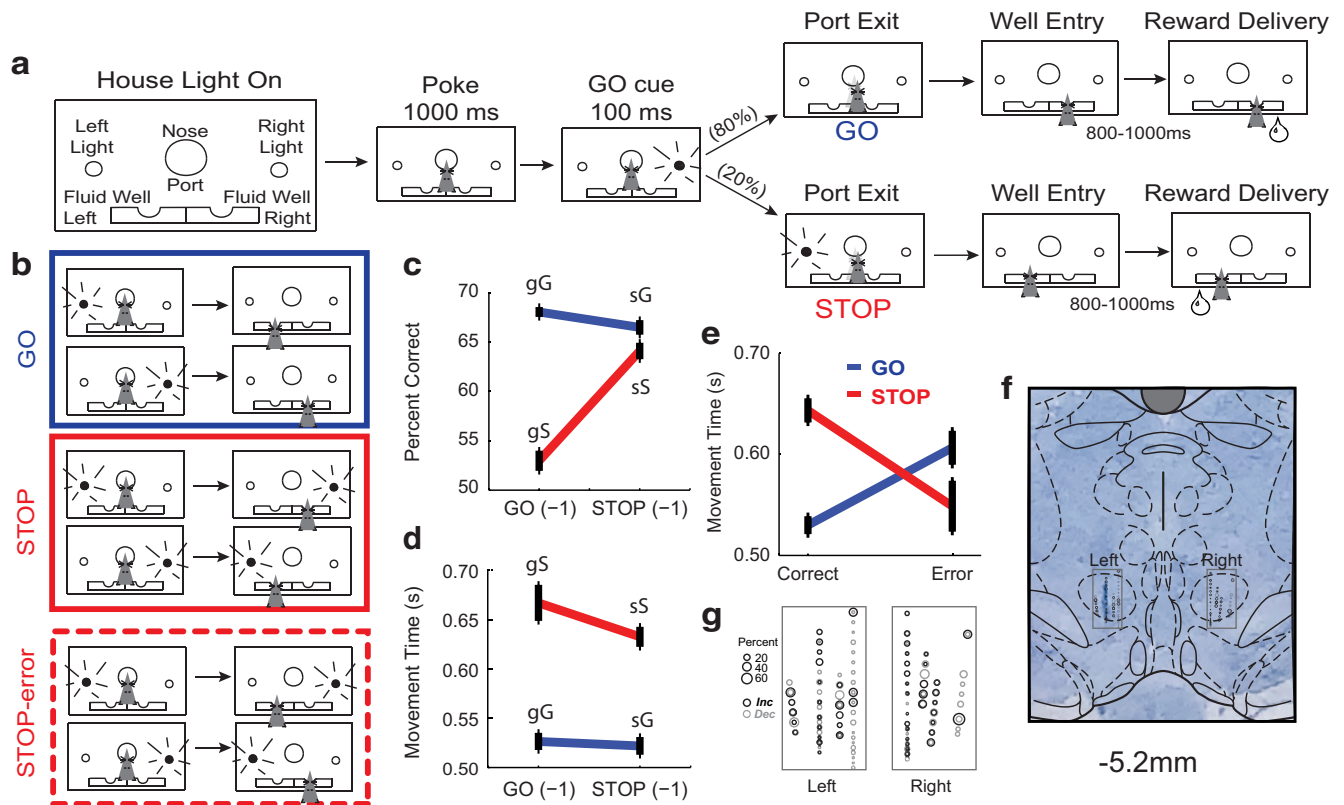 a
House Light On
Left Light
Nose Port
Right Light
Fluid Well Left
Fluid Well Right
Poke
1000 ms
GO cue
100 ms
(80%)
(20%)
Port Exit
GO
Well Entry
800-1000ms
Reward Delivery
Port Exit
STOP
Well Entry
800-1000ms
Reward Delivery
b
GO
STOP
STOP-error
c
Percent Correct
70
65
60
55
50
gG
sG
gS
sS
GO (−1)
STOP (−1)
d
Movement Time (s)
0.70
0.65
0.60
0.55
0.50
gS
sS
gG
sG
GO (−1)
STOP (−1)
e
Movement Time (s)
0.70
0.60
0.50
GO
STOP
Correct
Error
f
Left
Right
-5.2mm
g
Percent
20
40
60
Inc
Dec
Left
Right